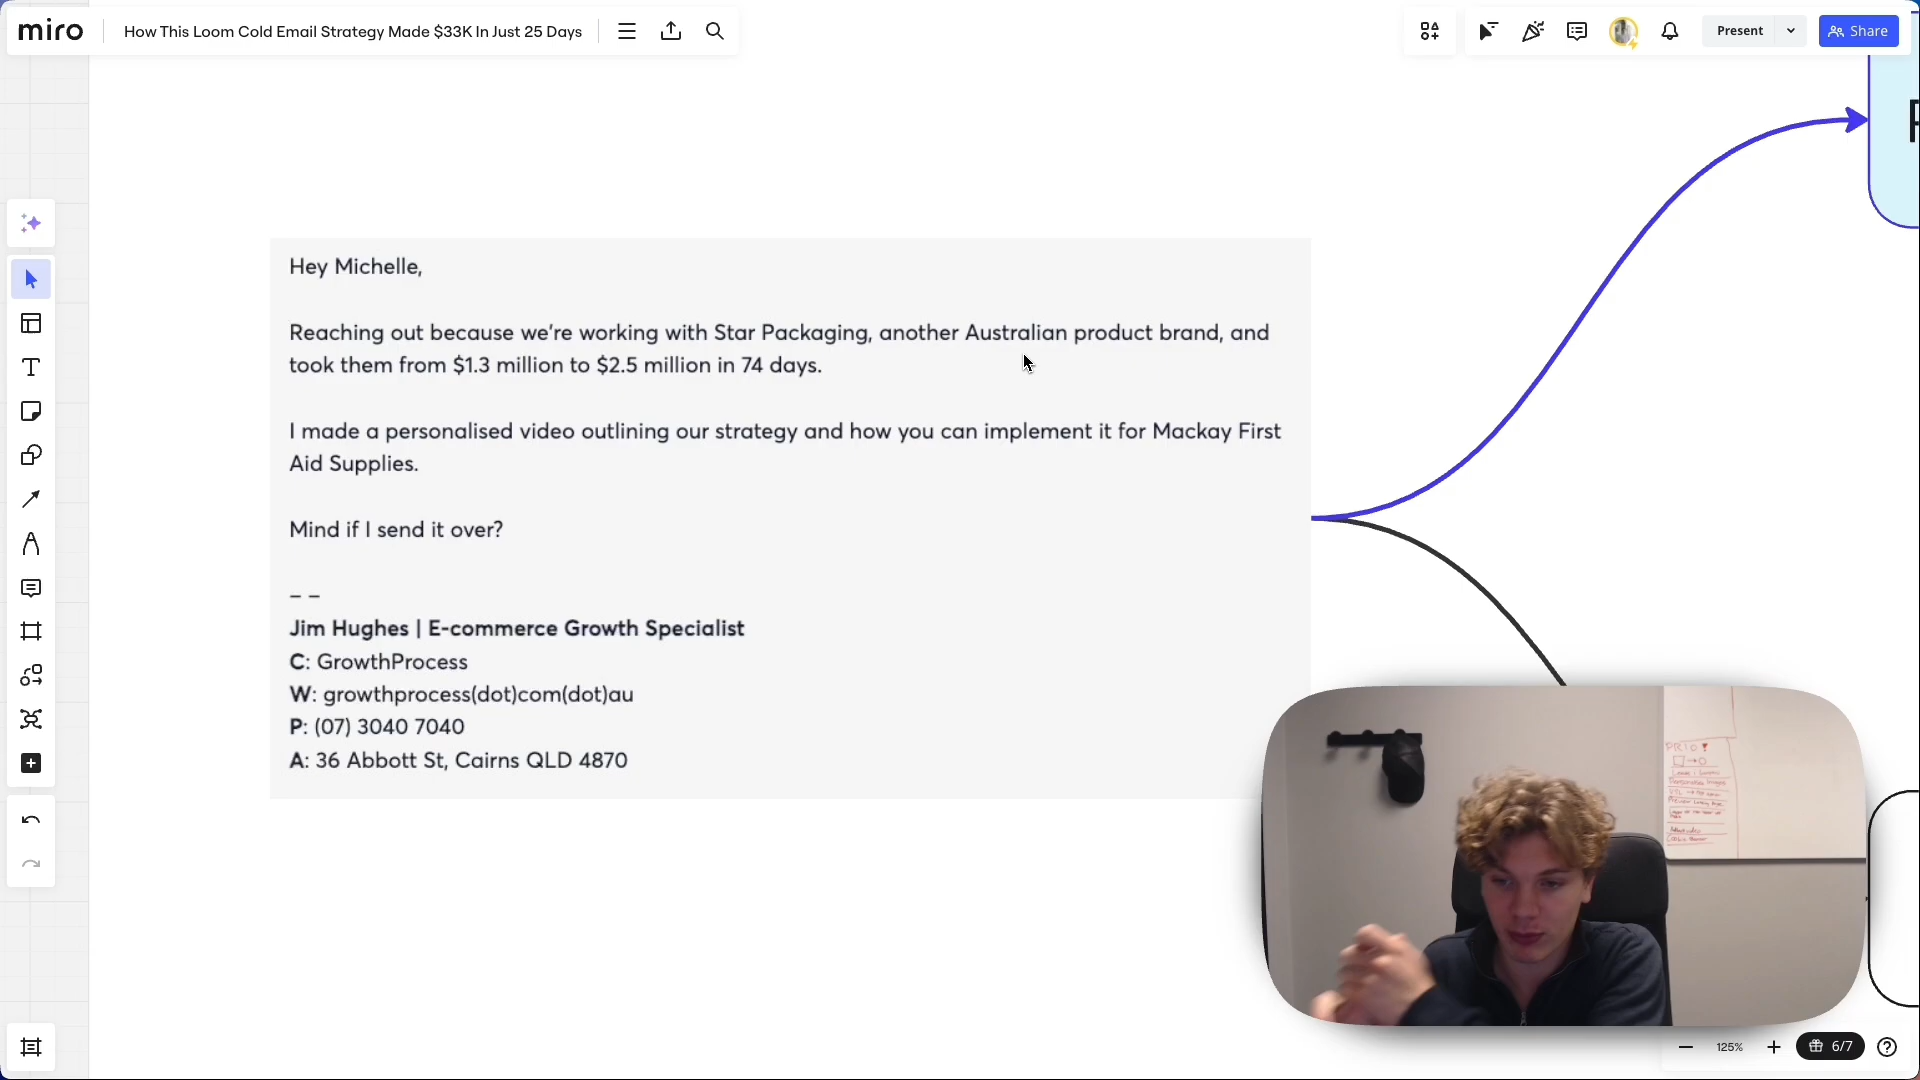 miro
How This Loom Cold Email Strategy Made $33K In Just 25 Days
Present
Share
Hey Michelle,
Reaching out because we're working with Star Packaging, another Australian product brand, and
took them from $1.3 million to $2.5 million in 74 days.
I made a personalised video outlining our strategy and how you can implement it for Mackay First
Aid Supplies.
Mind if I send it over?
– –
Jim Hughes | E-commerce Growth Specialist
C: GrowthProcess
W: growthprocess(dot)com(dot)au
P: (07) 3040 7040
A: 36 Abbott St, Cairns QLD 4870
PRIO
125%
6/7